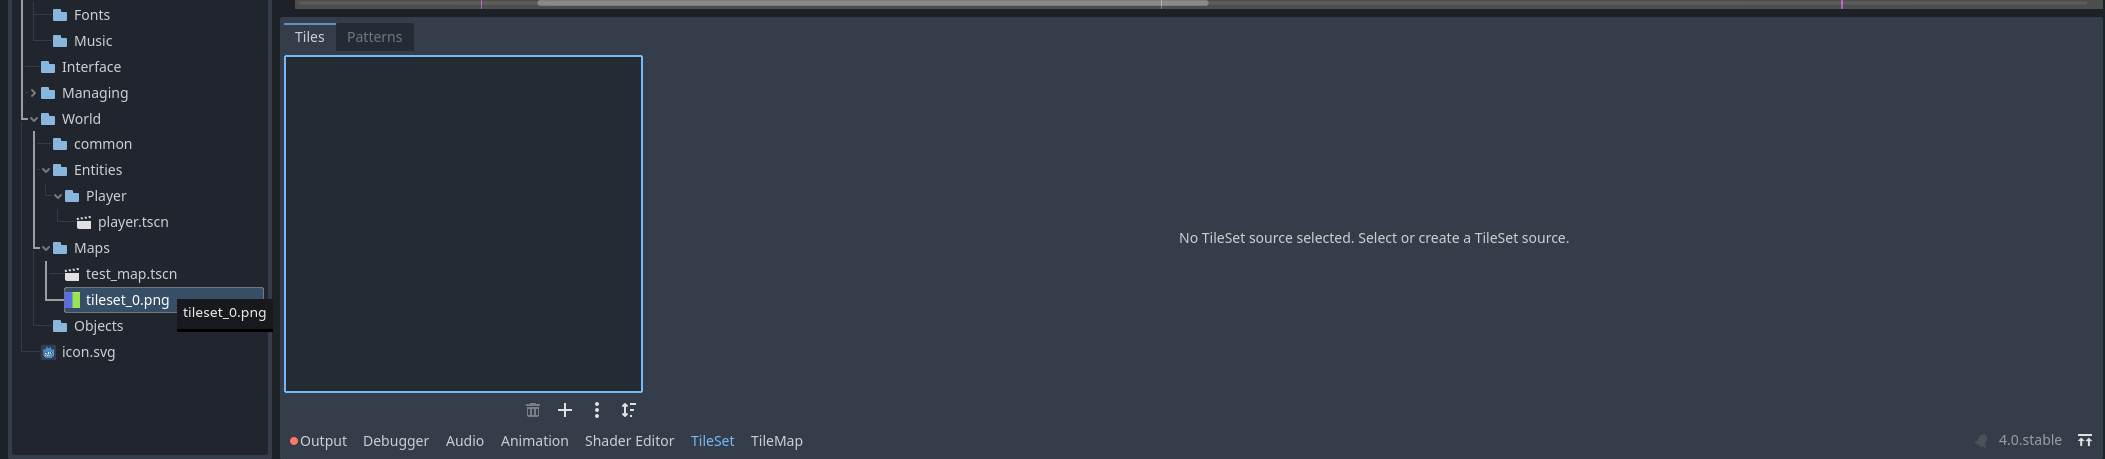 Fonts
Music
Interface
Managing
World
common
Entities
Player
player.tscn
Maps
test_map.tscn
tileset_0.png
tileset_0.png
Objects
icon.svg
Tiles Patterns
No TileSet source selected. Select or create a TileSet source.
Output Debugger Audio Animation Shader Editor TileSet TileMap 4.0.stable